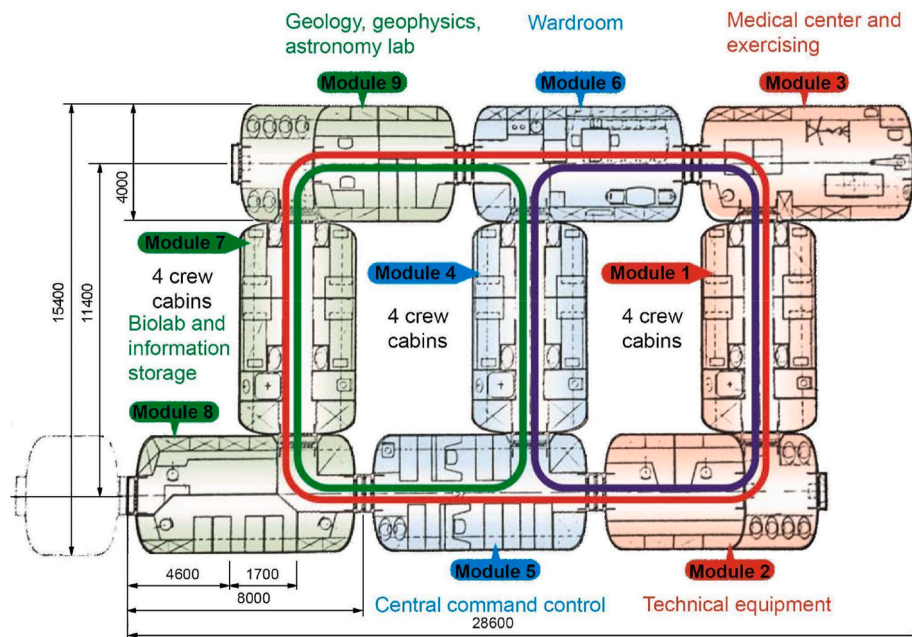 Geology, geophysics,
astronomy lab
Wardroom
Medical center and
exercising
Module 9
Module 6
Module 3
4000
Module 7
Module 4
Module 1
4 crew
cabins
4 crew
cabins
4 crew
cabins
Biolab and
information
storage
15400
11400
Module 8
4600
1700
8000
Module 5
Module 2
Central command control
Technical equipment
28600